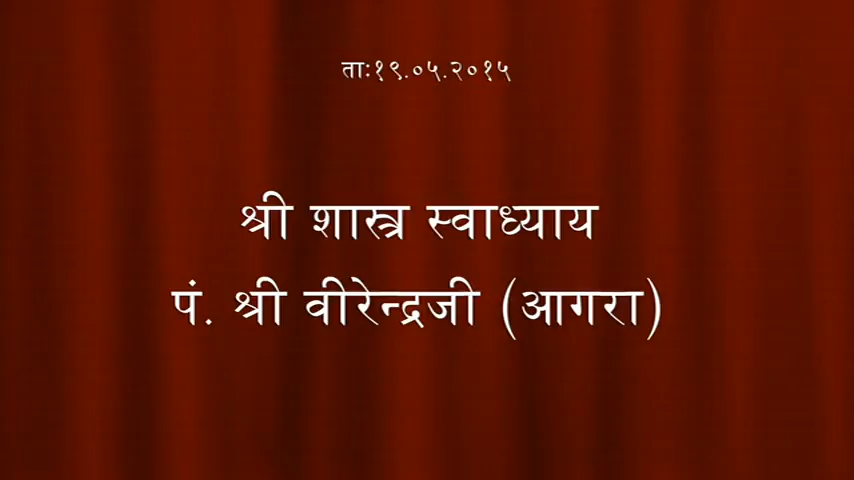 ताः१९.०५.२०१५
श्री शास्त्र स्वाध्याय
पं. श्री वीरेन्द्रजी (आगरा)